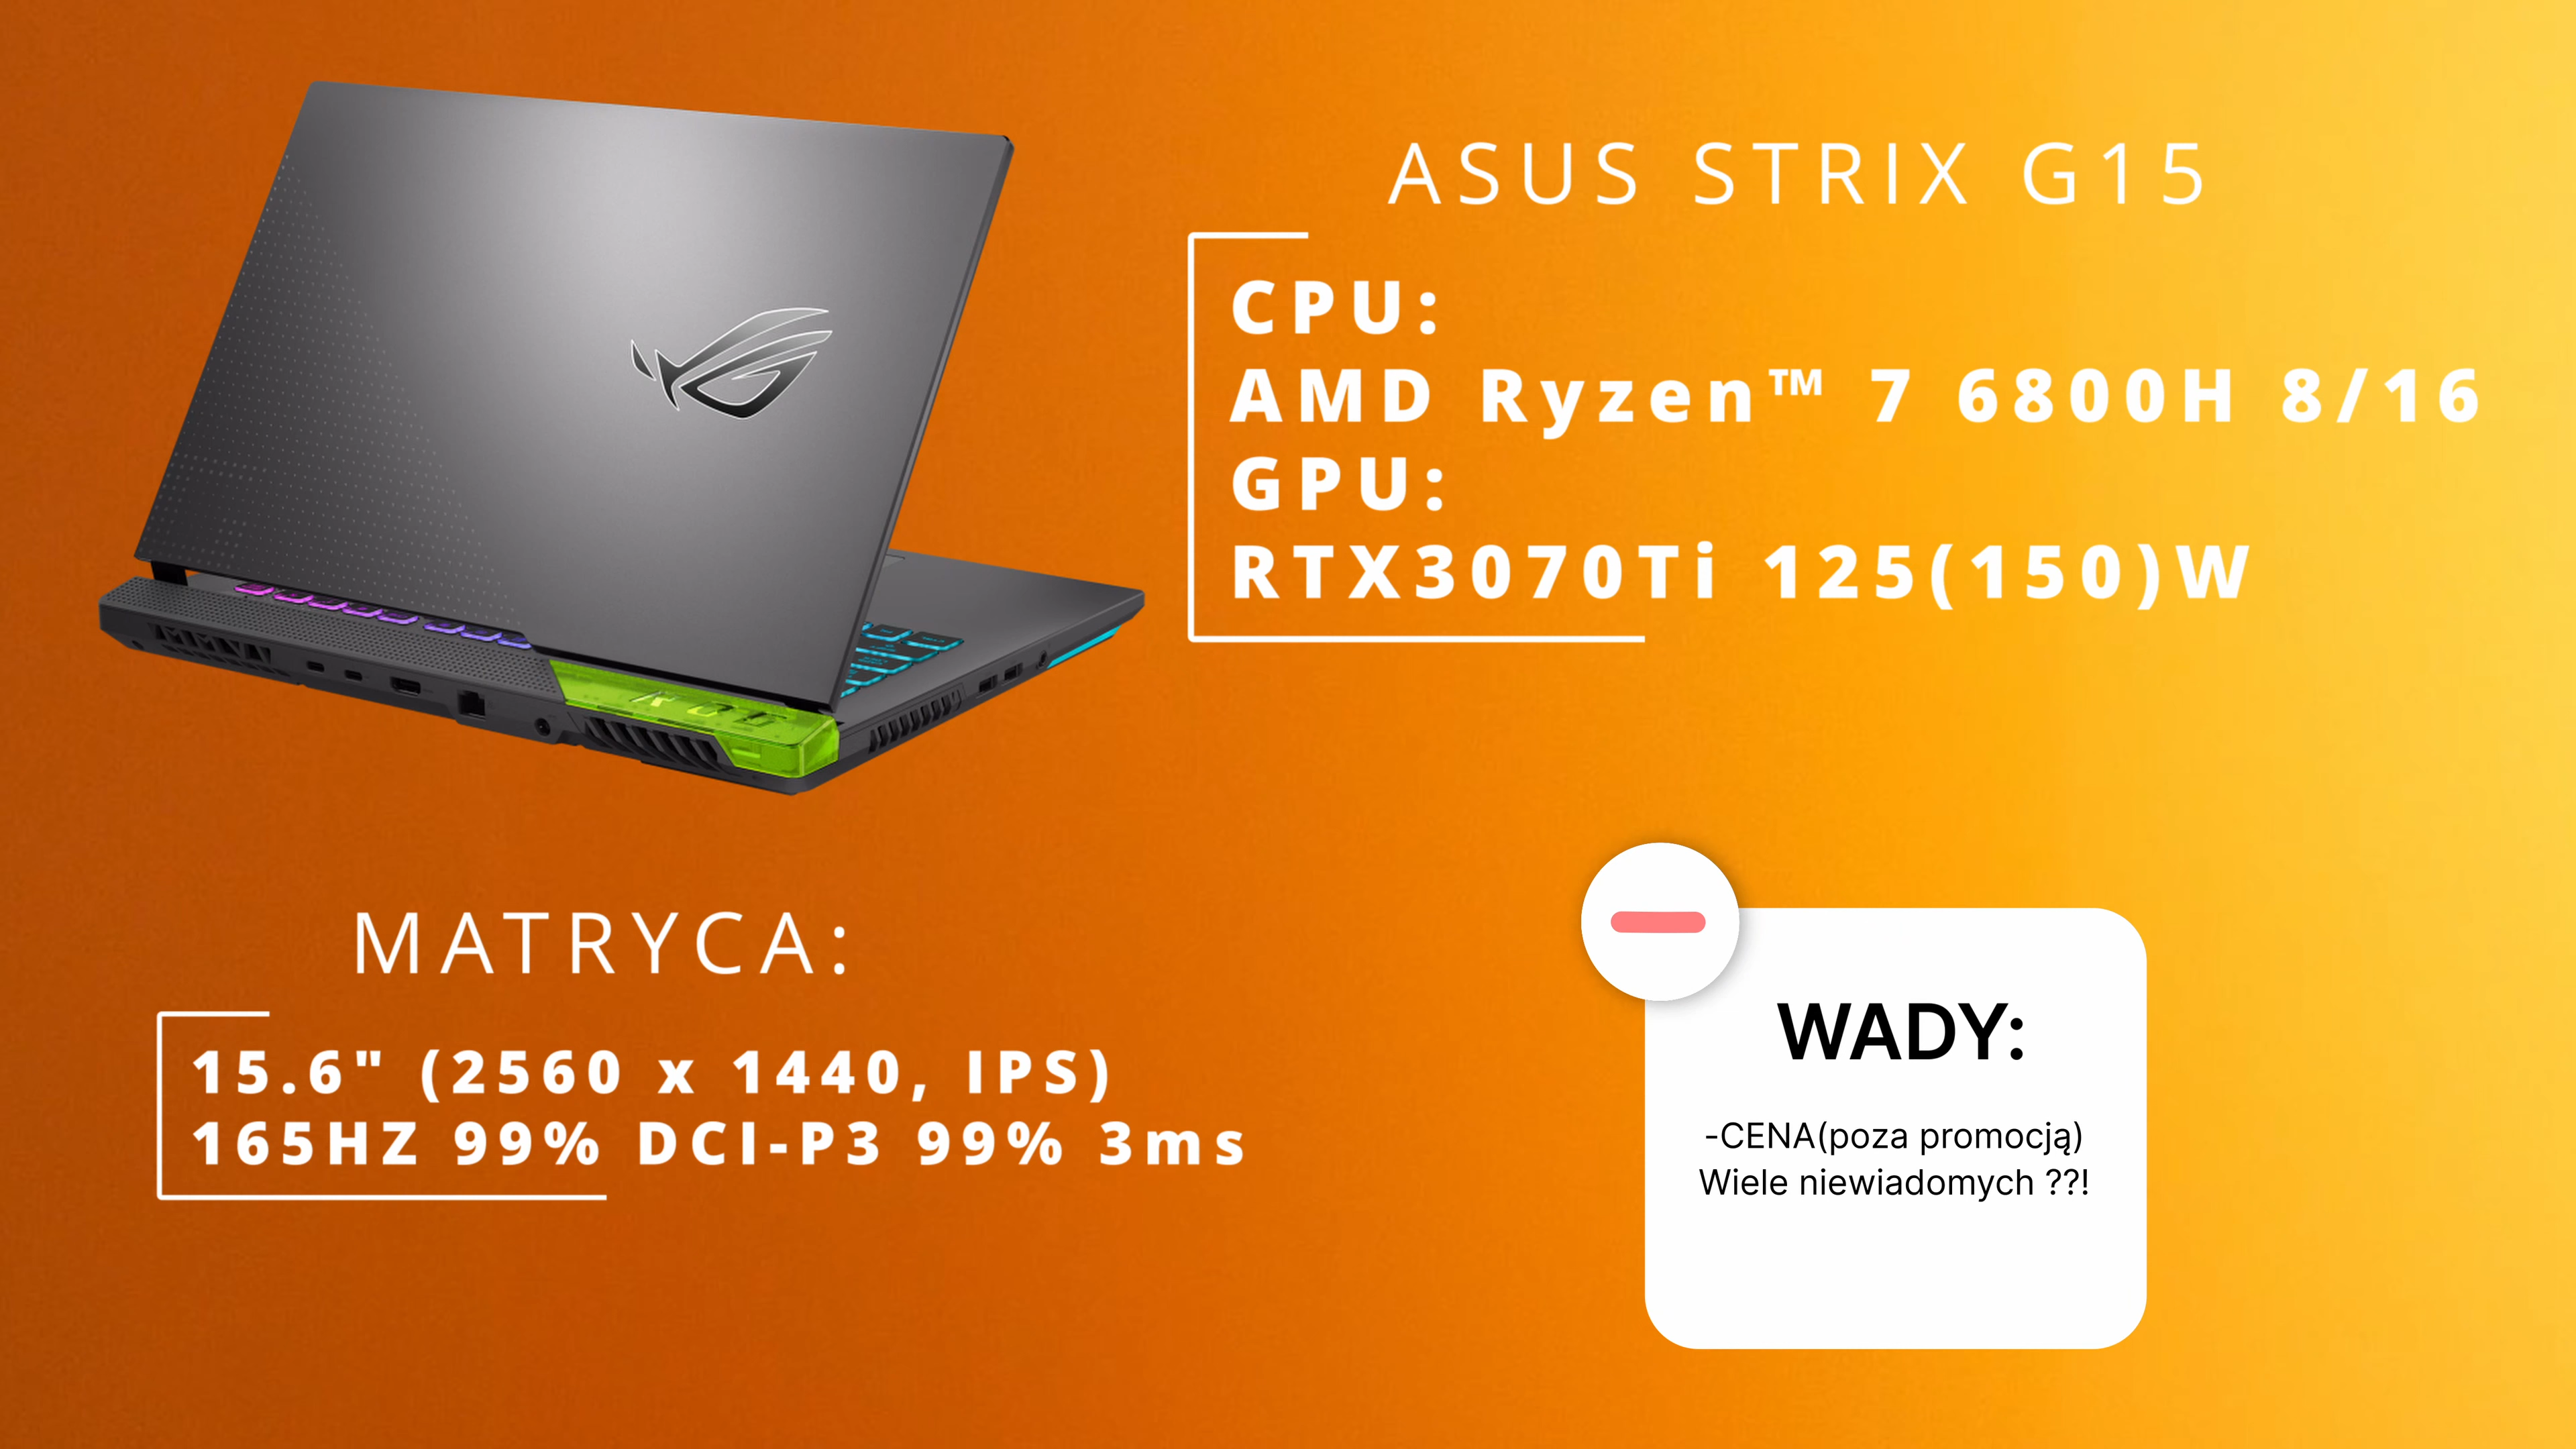 ASUS STRIX G15
CPU:
AMD Ryzen™ 7 6800H 8/16
GPU:
RTX3070Ti 125(150)W
MATRYCA:
15.6" (2560 x 1440, IPS)
165HZ 99% DCI-P3 99% 3ms
WADY:
-CENA(poza promocją)
Wiele niewiadomych ??!